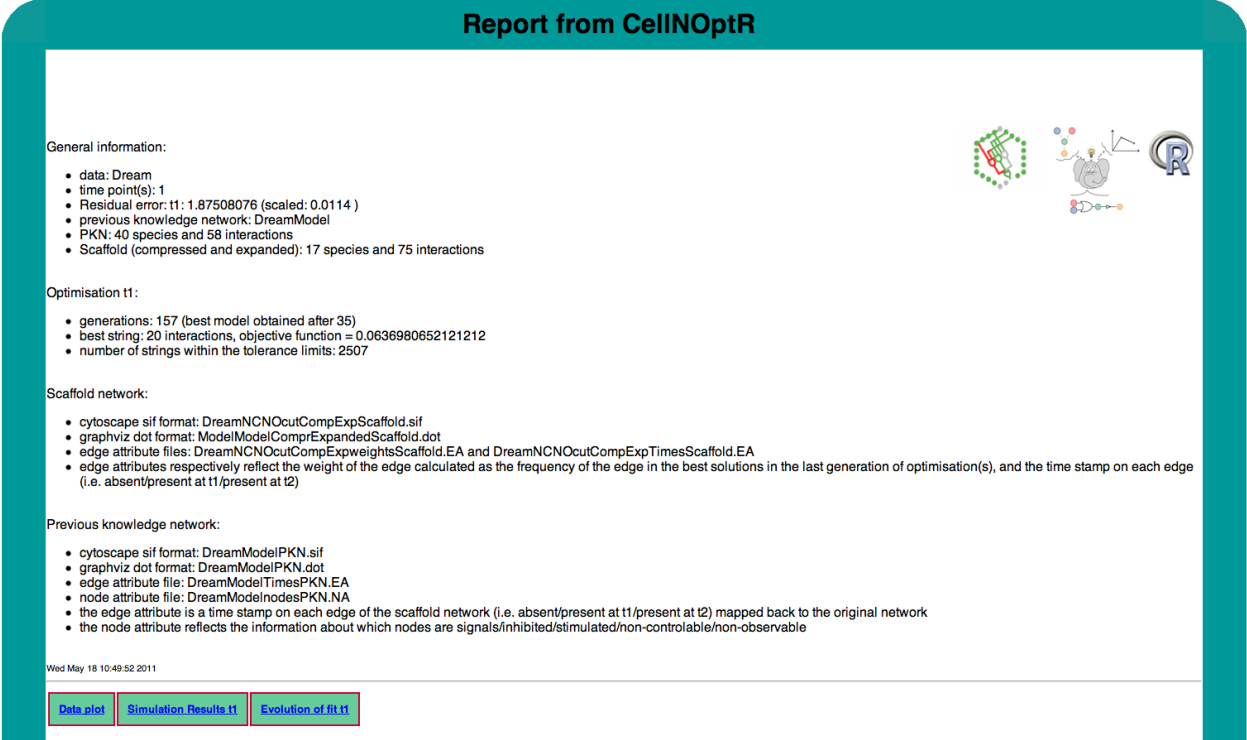 Report from CellNOptR
General information:
data: Dream
time point(s): 1
Residual error: t1: 1.87508076 (scaled: 0.0114 )
previous knowledge network: DreamModel
PKN: 40 species and 58 interactions
Scaffold (compressed and expanded): 17 species and 75 interactions
R
Optimisation t1:
generations: 157 (best model obtained after 35)
best string: 20 interactions, objective function = 0.0636980652121212
number of strings within the tolerance limits: 2507
Scaffold network:
cytoscape sif format: DreamNCNOcutCompExpScaffold.sif
graphviz dot format: ModelModelComprExpandedScaffold.dot
edge attribute files: DreamNCNOcutCompExpweightsScaffold.EA and DreamNCNOcutCompExpTimesScaffold.EA
edge attributes respectively reflect the weight of the edge calculated as the frequency of the edge in the best solutions in the last generation of optimisation(s), and the time stamp on each edge
(i.e. absent/present at t1/present at t2)
Previous knowledge network:
cytoscape sif format: DreamModelPKN.sif
graphviz dot format: DreamModelPKN.dot
edge attribute file: DreamModelTimesPKN.EA
node attribute file: DreamModelnodesPKN.NA
the edge attribute is a time stamp on each edge of the scaffold network (i.e. absent/present at t1/present at t2) mapped back to the original network
the node attribute reflects the information about which nodes are signals/inhibited/stimulated/non-controlable/non-observable
Wed May 18 10:49:52 2011
Data plot Simulation Results t1 Evolution of fit t1